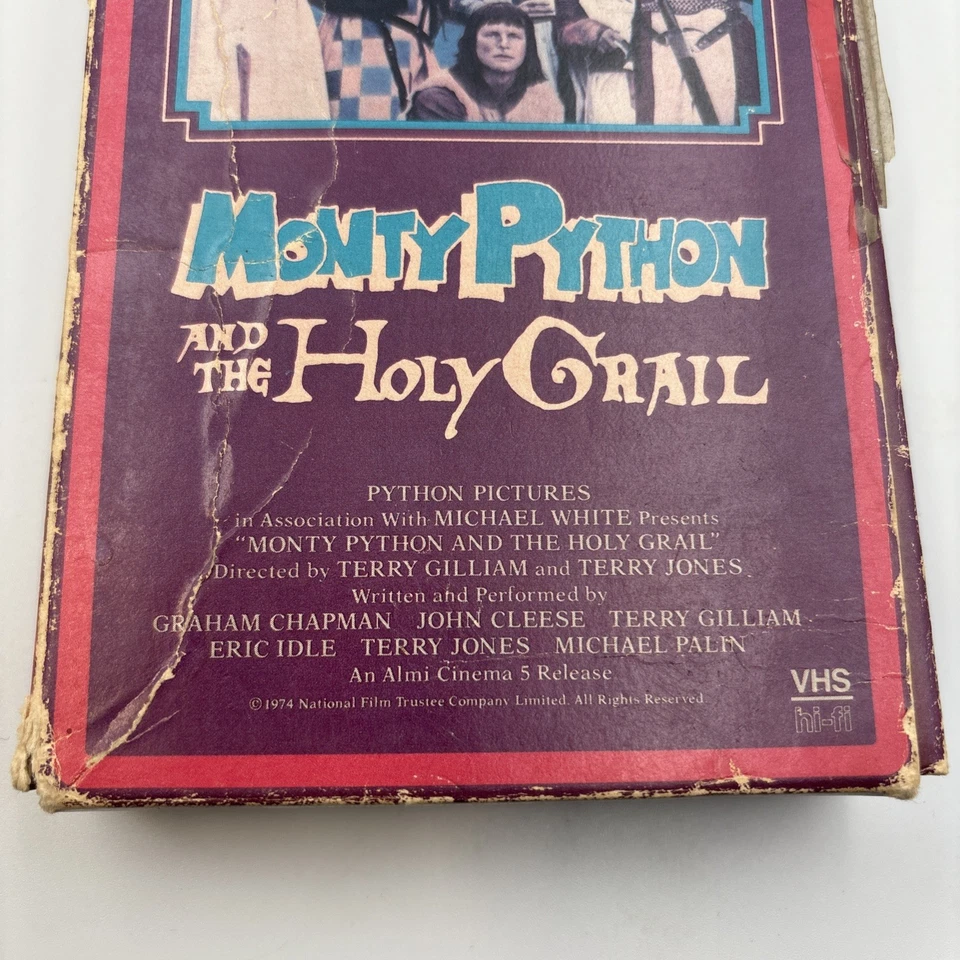 MONTY PYTHON
AND
THE HOLY GRAIL
PYTHON PICTURES
in Association With MICHAEL WHITE Presents
"MONTY PYTHON AND THE HOLY GRAIL"
Directed by TERRY GILLIAM and TERRY JONES
Written and Performed by
GRAHAM CHAPMAN JOHN CLEESE TERRY GILLIAM
ERIC IDLE TERRY JONES MICHAEL PALIN
An Almi Cinema 5 Release
©1974 National Film Trustee Company Limited. All Rights Reserved
VHS
hi-fi